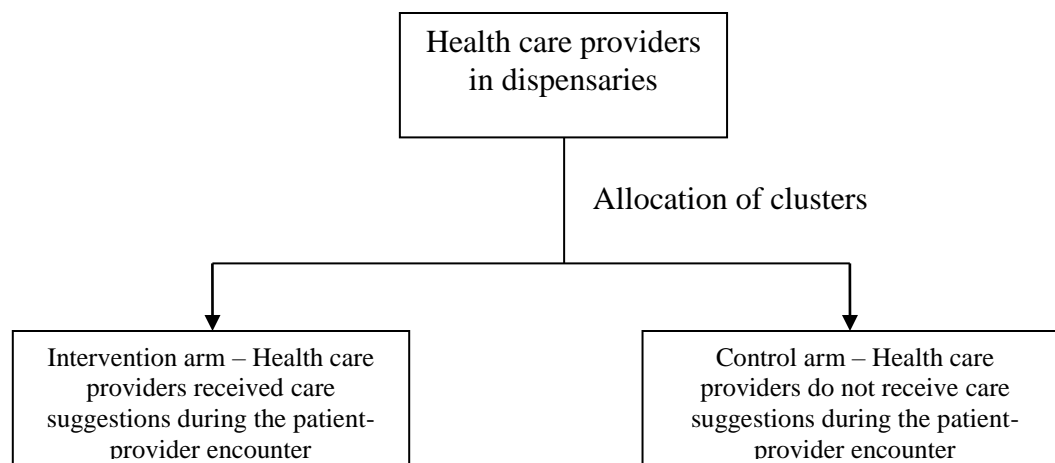 Health care providers
in dispensaries
Allocation of clusters
Intervention arm – Health care
providers received care
suggestions during the patient-
provider encounter
Control arm – Health care
providers do not receive care
suggestions during the patient-
provider encounter